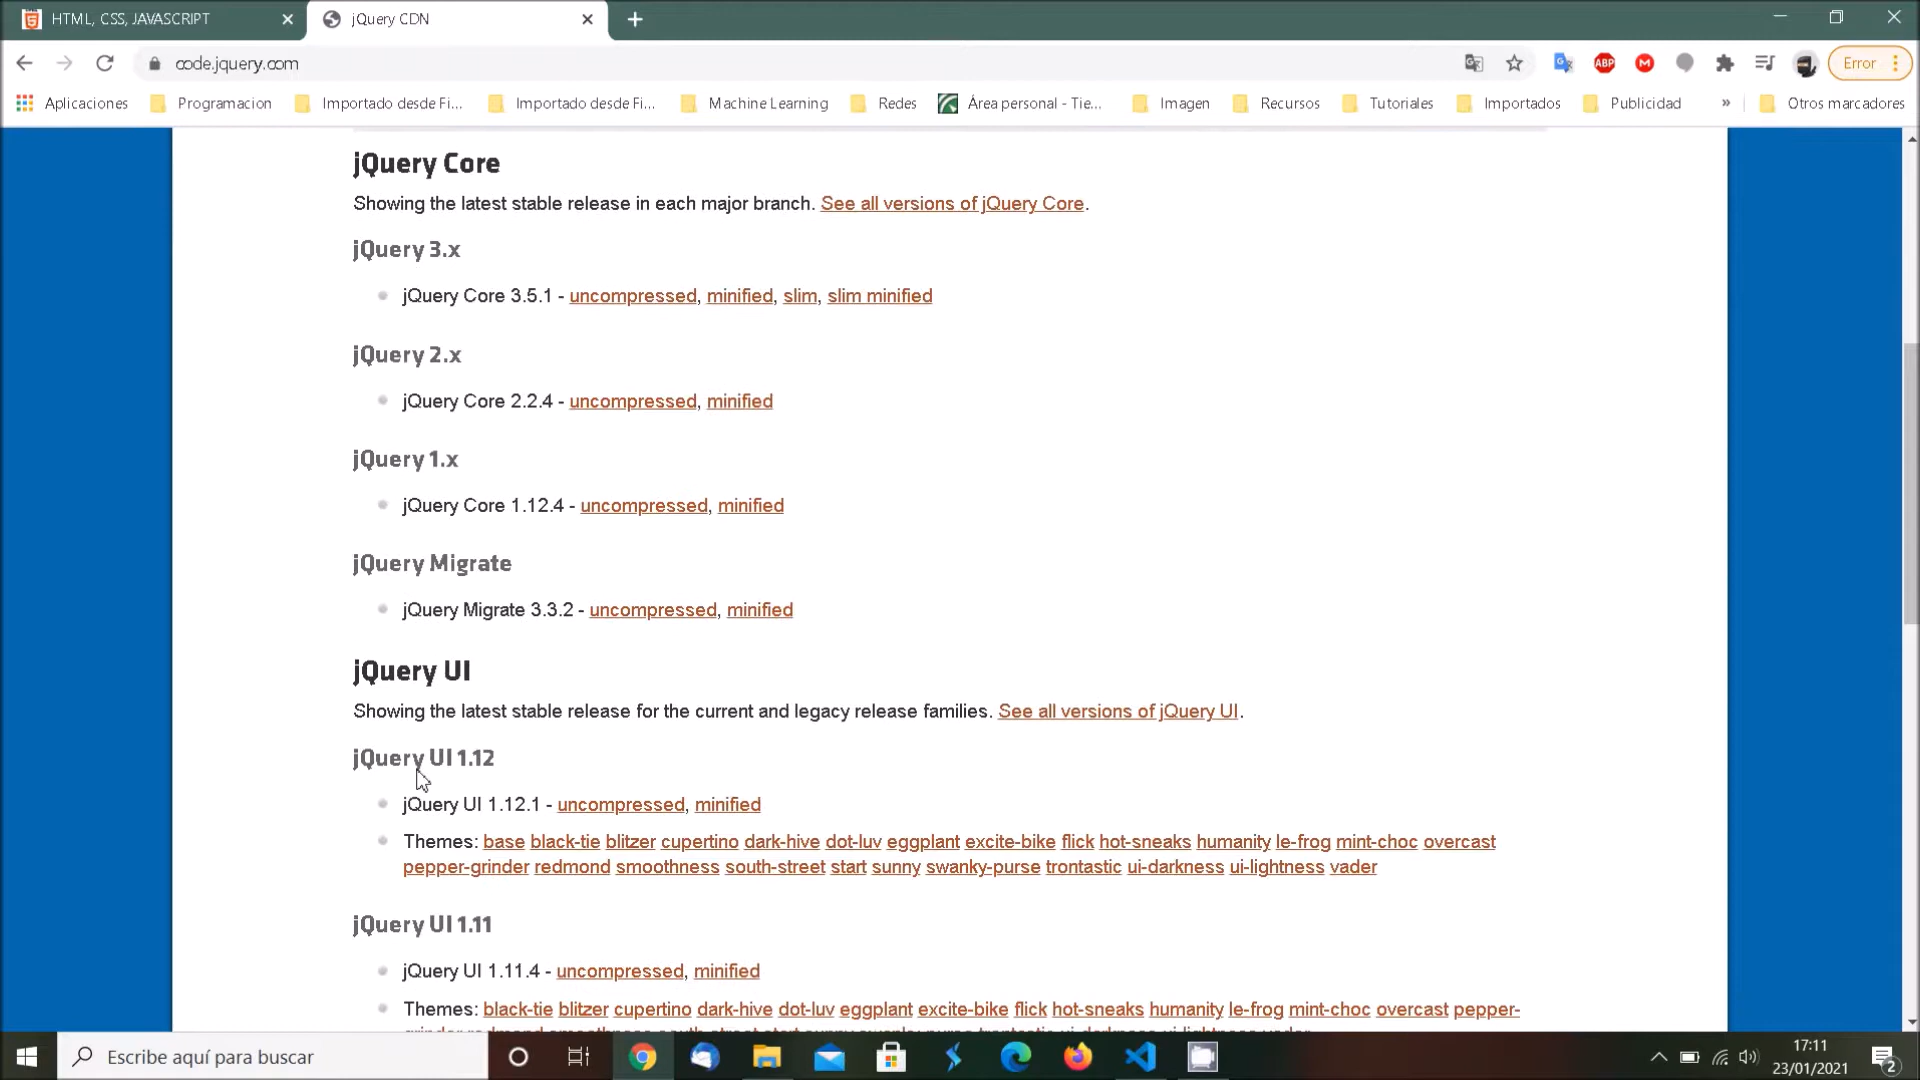 HTML, CSS, JAVASCRIPT
jQuery CDN
code.jquery.com
ABP
Error
Aplicaciones
Programacion
Importado desde Fi...
Importado desde Fi...
Machine Learning
Redes
Área personal - Tie...
Imagen
Recursos
Tutoriales
Importados
Publicidad
»
Otros marcadores
jQuery Core
Showing the latest stable release in each major branch. See all versions of jQuery Core.
jQuery 3.x
jQuery Core 3.5.1 - uncompressed, minified, slim, slim minified
jQuery 2.x
jQuery Core 2.2.4 - uncompressed, minified
jQuery 1.x
jQuery Core 1.12.4 - uncompressed, minified
jQuery Migrate
jQuery Migrate 3.3.2 - uncompressed, minified
jQuery UI
Showing the latest stable release for the current and legacy release families. See all versions of jQuery UI.
jQuery UI 1.12
jQuery UI 1.12.1 - uncompressed, minified
Themes: base black-tie blitzer cupertino dark-hive dot-luv eggplant excite-bike flick hot-sneaks humanity le-frog mint-choc overcast
pepper-grinder redmond smoothness south-street start sunny swanky-purse trontastic ui-darkness ui-lightness vader
jQuery UI 1.11
jQuery UI 1.11.4 - uncompressed, minified
Themes: black-tie blitzer cupertino dark-hive dot-luv eggplant excite-bike flick hot-sneaks humanity le-frog mint-choc overcast pepper-
Escribe aquí para buscar
17:11
23/01/2021
2